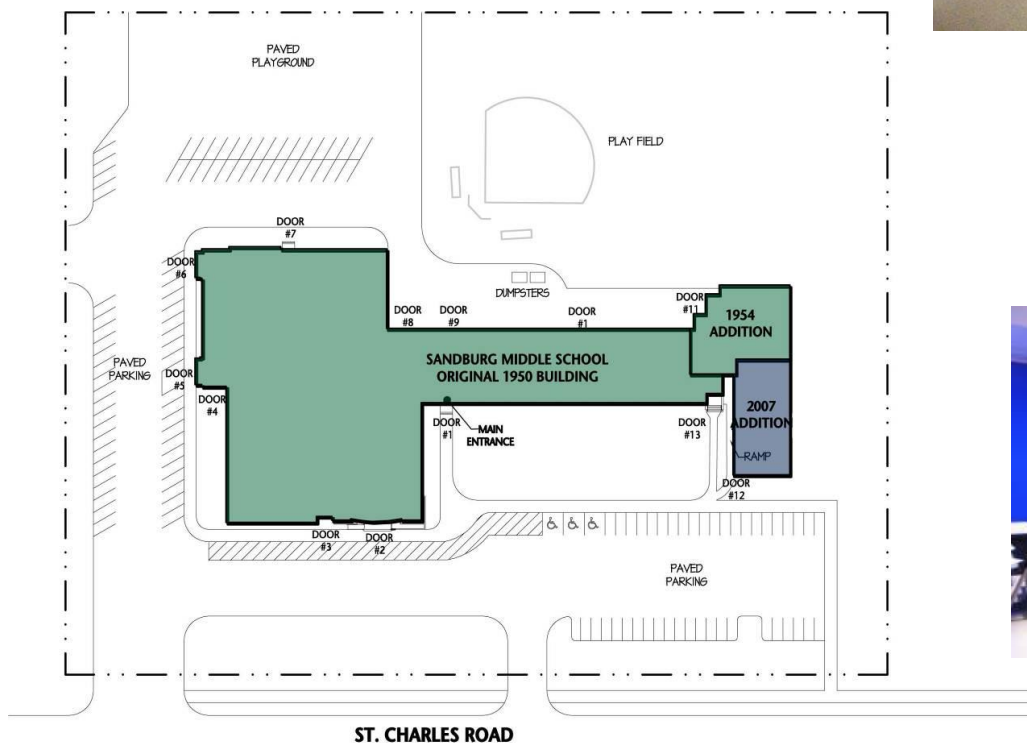 PAVED
PLAYGROUND
PLAY FIELD
DOOR
#7
DOOR
#6
DUMPSTERS
DOOR
#8
DOOR
#9
DOOR
#1
DOOR
#11
1954
ADDITION
SANDBURG MIDDLE SCHOOL
ORIGINAL 1950 BUILDING
PAVED
PARKING
DOOR
#5
DOOR
#4
DOOR
#1
MAIN
ENTRANCE
DOOR
#13
2007
ADDITION
RAMP
DOOR
#12
DOOR
#3
DOOR
#2
PAVED
PARKING
ST. CHARLES ROAD